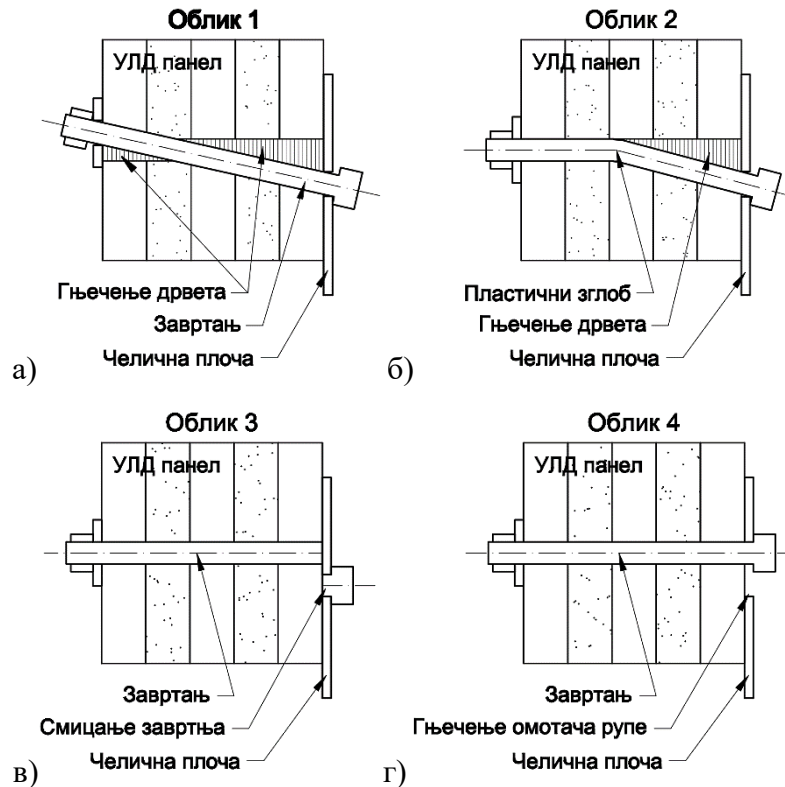 Облик 1
УЛД панел
Гњечење дрвета
Завртањ
Челична плоча
а)
Облик 2
УЛД панел
Пластични зглоб
Гњечење дрвета
Челична плоча
б)
Облик 3
УЛД панел
Завртањ
Смицање завртња
Челична плоча
в)
Облик 4
УЛД панел
Завртањ
Гњечење омотача рупе
Челична плоча
г)